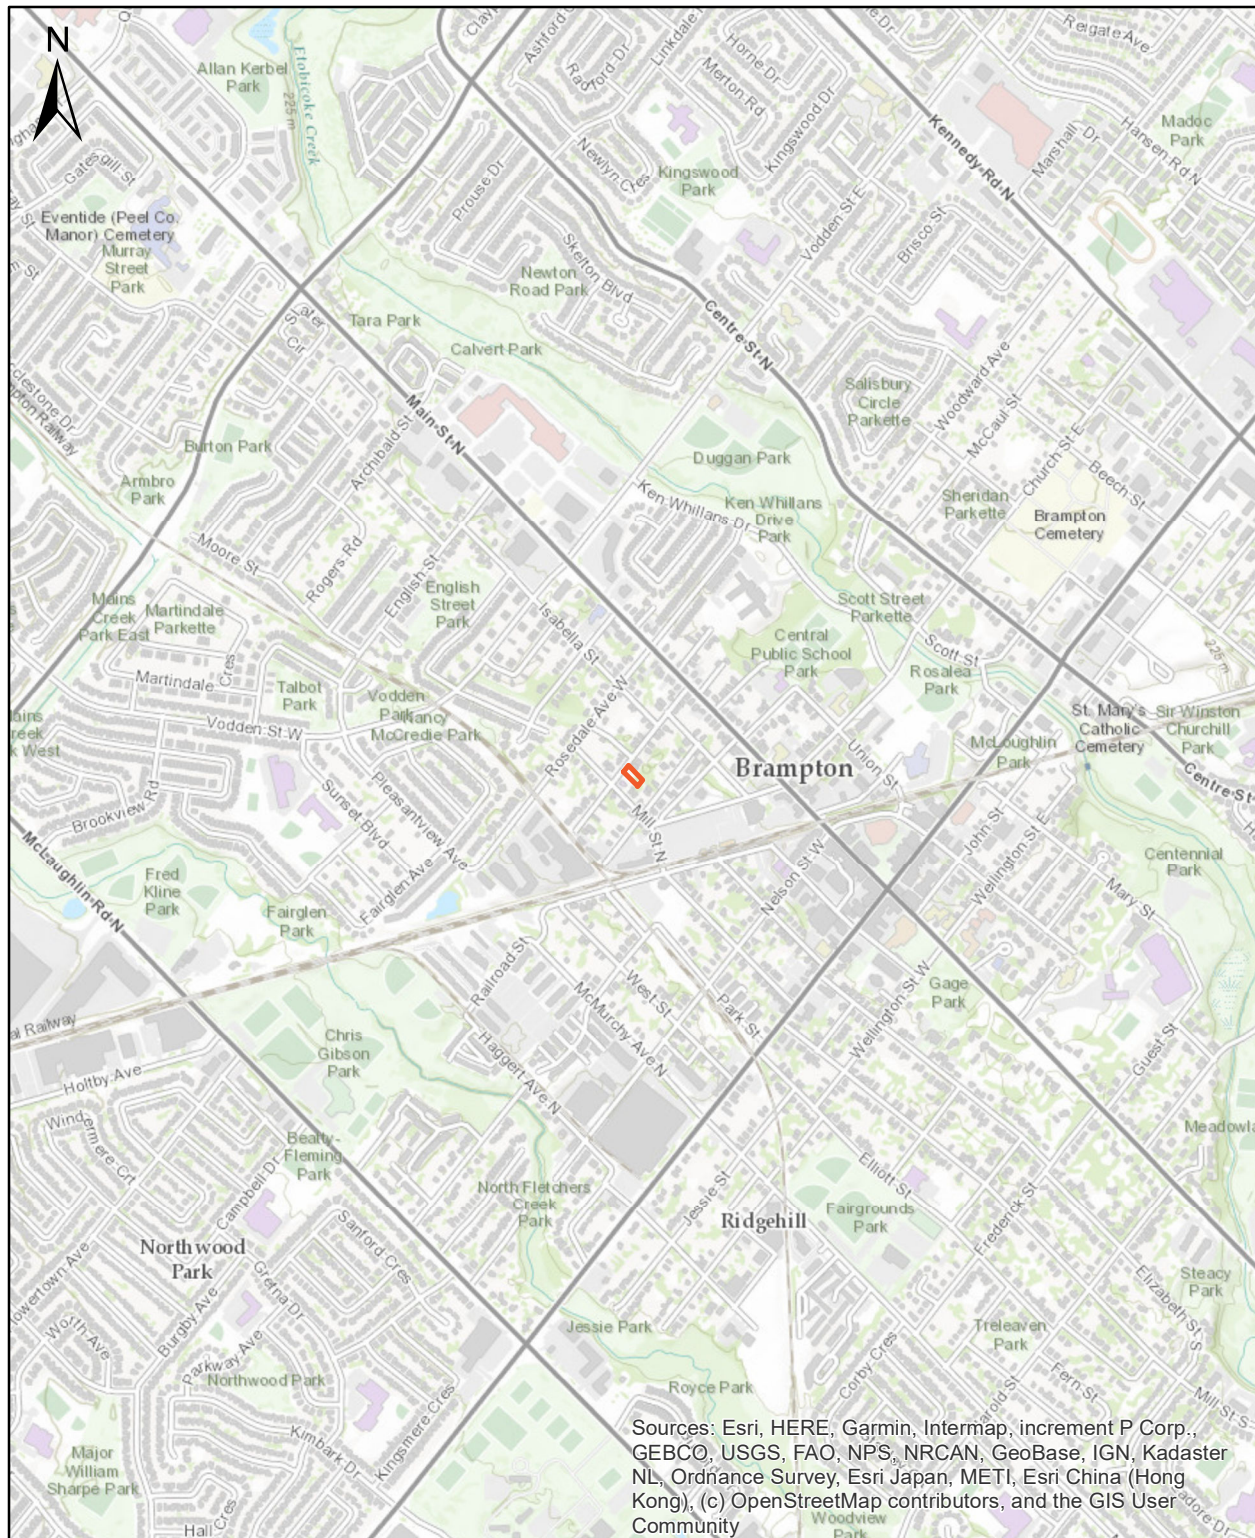 N
Allan Kerbel
Park
Etobicoke Creek
225 m
Ashford Dr
Linkdale
Horne Dr
Merton Rd
Kingswood Dr
Reigate Ave
Kennedy-Rd-N
Marshall Dr
Hansen Rd N
Madoc
Park
Gatesgill St
Newlyn Cres
Kingswood
Park
Prouse Dr
Vodden St E
Brisco St
Eventide (Peel Co.
Manor) Cemetery
Murray
Street
Park
Skelton Blvd
Newton
Road Park
Tara Park
Calvert Park
Centre-St-N
Woodward Ave
Salisbury
Circle
Parkette
McCaul St
Church St E
Beech St
Burton Park
Archibald St
Main-St-N
Duggan Park
Armbro
Park
Ken Whillans Dr
Ken Whillans
Drive
Park
Sheridan
Parkette
Brampton
Cemetery
Moore St
Rogers Rd
English St
English
Street
Park
Mains
Creek
Park East
Martindale
Parkette
Isabella St
Scott Street
Parkette
Central
Public School
Park
Scott St
Rosalea
Park
225 m
Martindale Cres
Talbot
Park
Vodden
Park
Nancy
McCredie Park
Rosedale Ave W
Vodden St W
St. Mary's
Catholic
Cemetery
Sir Winston
Churchill
Park
McLoughlin
Park
Union St
Brampton
Centre-St-
Pleasantview Ave
Sunset Blvd
Brookview Rd
Mill St N
John St
Wellington St E
Mary St
Centennial
Park
McLaughlin-Rd-N
Fred
Kline
Park
Fairglen
Park
Fairglen Ave
Nelson St W
Railroad St
West St
McMurchy Ave N
Park St
Wellington St W
Gage
Park
Guest St
al Railway
Chris
Gibson
Park
Haggert Ave N
Holtby Ave
Windermere Crt
Beatty-
Fleming
Park
Campbell Dr
North Fletchers
Creek
Park
Jessie St
Ridgehill
Elliott St
Fairgrounds
Park
Frederick St
Meadowla
Northwood
Park
Sanford Cres
Gretna Dr
Burgby Ave
Worth Ave
Parkway Ave
Northwood Park
Jessie Park
Royce Park
Corby Cres
Treleaven
Park
Fern St
Elizabeth St S
Steacy
Park
Mill St S
Major
William
Sharpe Park
Kimbark Dr
Kingsmere Cres
Hall Cres
Sources: Esri, HERE, Garmin, Intermap, increment P Corp.,
GEBCO, USGS, FAO, NPS, NRCAN, GeoBase, IGN, Kadaster
NL, Ordnance Survey, Esri Japan, METI, Esri China (Hong
Kong), (c) OpenStreetMap contributors, and the GIS User
Community
Woodview
Park